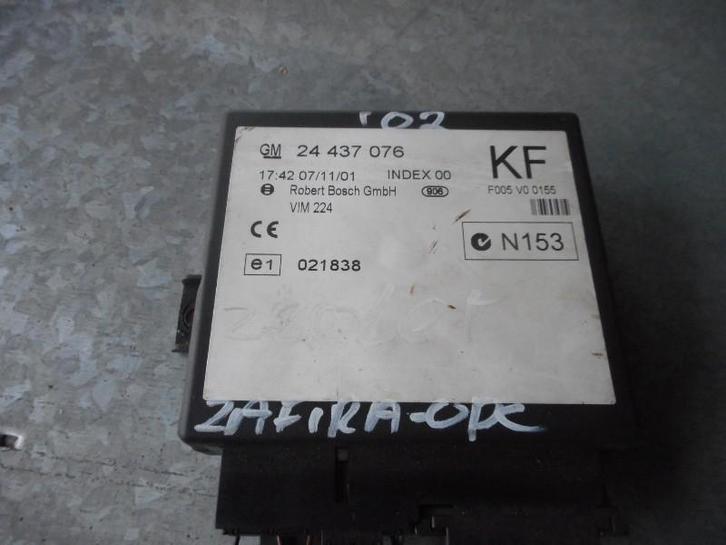 '02
GM 24 437 076
KF
17:42 07/11/01 INDEX 00
Robert Bosch GmbH 906
F005 V0 0155
VIM 224
CE
N153
e1 021838
ZAFIRA-OPC